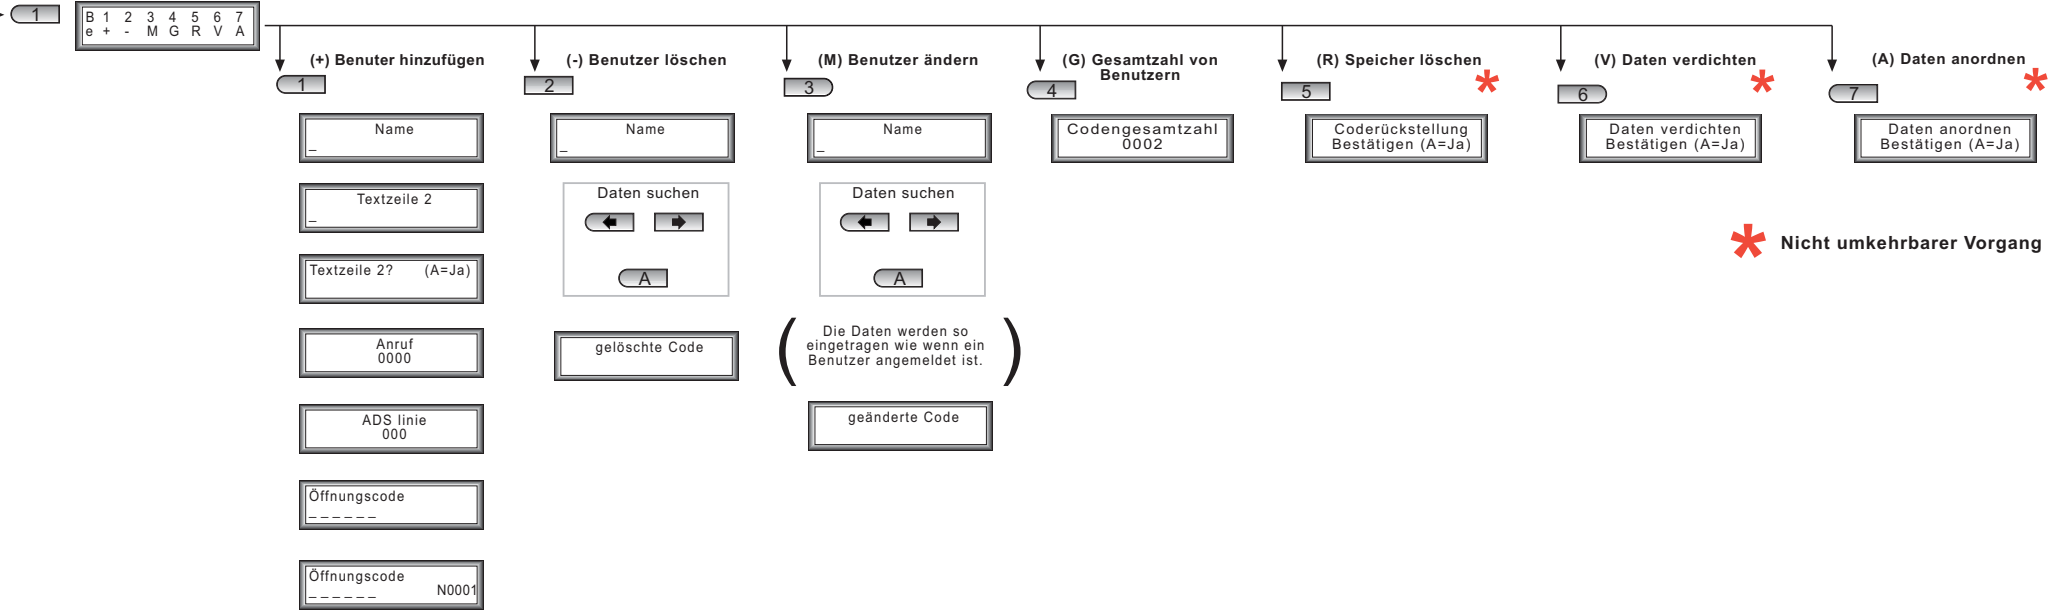 1
B 1 2 3 4 5 6 7
e + - M G R V A
(+) Benuter hinzufügen
1
Name
_
Textzeile 2
_
Textzeile 2? (A=Ja)
Anruf
0000
ADS linie
000
Öffnungscode
_ _ _ _ _ _
Öffnungscode
_ _ _ _ _ _ N0001
(-) Benutzer löschen
2
Name
_
Daten suchen
A
gelöschte Code
(M) Benutzer ändern
3
Name
_
Daten suchen
A
(Die Daten werden so
eingetragen wie wenn ein
Benutzer angemeldet ist.)
geänderte Code
(G) Gesamtzahl von
Benutzern
4
Codengesamtzahl
0002
(R) Speicher löschen
*
5
Coderückstellung
Bestätigen (A=Ja)
(V) Daten verdichten
*
6
Daten verdichten
Bestätigen (A=Ja)
(A) Daten anordnen
*
7
Daten anordnen
Bestätigen (A=Ja)
* Nicht umkehrbarer Vorgang